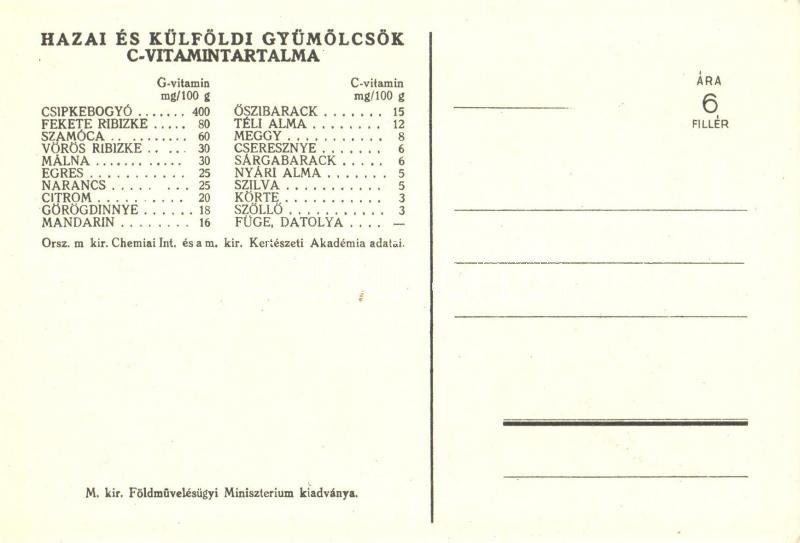 HAZAI ÉS KÜLFÖLDI GYÜMÖLCSÖK
C-VITAMINTARTALMA
G-vitamin
mg/100 g
CSIPKEBOGYÓ ....... 400
FEKETE RIBIZKE ..... 80
SZAMÓCA .. ........ 60
VÖRÖS RIBIZKE .. ... 30
MÁLNA ... ......... 30
EGRES ........... 25
NARANCS ..... ... 25
CITROM .......... 20
GÖRÖGDINNYE ...... 18
MANDARIN ........ 16
C-vitamin
mg/100 g
ŐSZIBARACK ....... 15
TÉLI ALMA ........ 12
MEGGY .......... 8
CSERESZNYE ....... 6
SÁRGABARACK ..... 6
NYÁRI ALMA ...... 5
SZILVA .......... 5
KÖRTE .......... 3
SZŐLLŐ .......... 3
FÜGE, DATOLYA .... —
Orsz. m kir. Chemiai Int. és a m. kir. Kertészeti Akadémia adatai.
M. kir. Földművelésügyi Miniszterium kiadványa.
ÁRA
6
FILLÉR